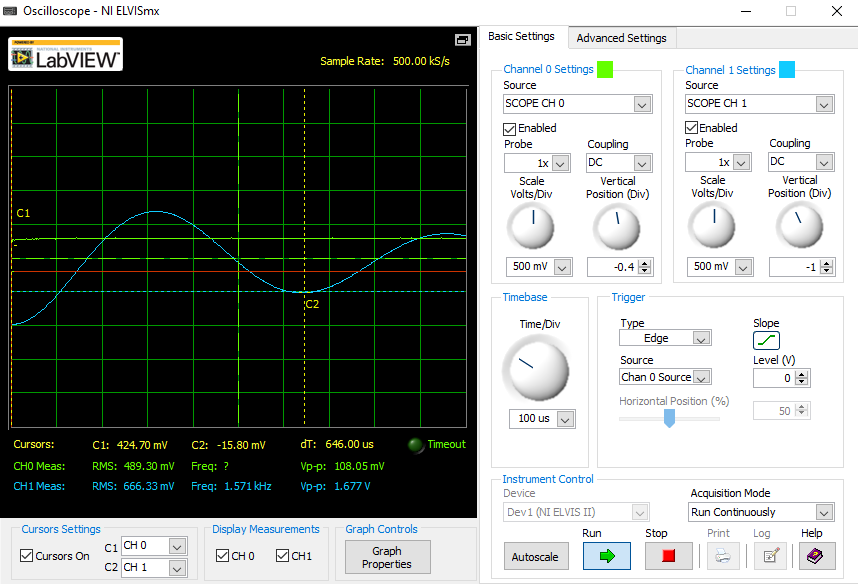 Oscilloscope - NI ELVISmx
POWERED BY
NATIONAL INSTRUMENTS
LabVIEW™
Sample Rate: 500.00 kS/s
C1
C2
Cursors: C1: 424.70 mV C2: -15.80 mV dT: 646.00 us Timeout
CH0 Meas: RMS: 489.30 mV Freq: ? Vp-p: 108.05 mV
CH1 Meas: RMS: 666.33 mV Freq: 1.571 kHz Vp-p: 1.677 V
Cursors Settings
Cursors On
C1 CH 0
C2 CH 1
Display Measurements
CH 0 CH1
Graph Controls
Graph
Properties
Basic Settings Advanced Settings
Channel 0 Settings
Source
SCOPE CH 0
Enabled
Probe Coupling
1x DC
Scale Vertical
Volts/Div Position (Div)
500 mV -0.4
Channel 1 Settings
Source
SCOPE CH 1
Enabled
Probe Coupling
1x DC
Scale Vertical
Volts/Div Position (Div)
500 mV -1
Timebase
Time/Div
100 us
Trigger
Type Slope
Edge
Source Level (V)
Chan 0 Source 0
Horizontal Position (%)
50
Instrument Control
Device Acquisition Mode
Dev1 (NI ELVIS II) Run Continuously
Run Stop Print Log Help
Autoscale